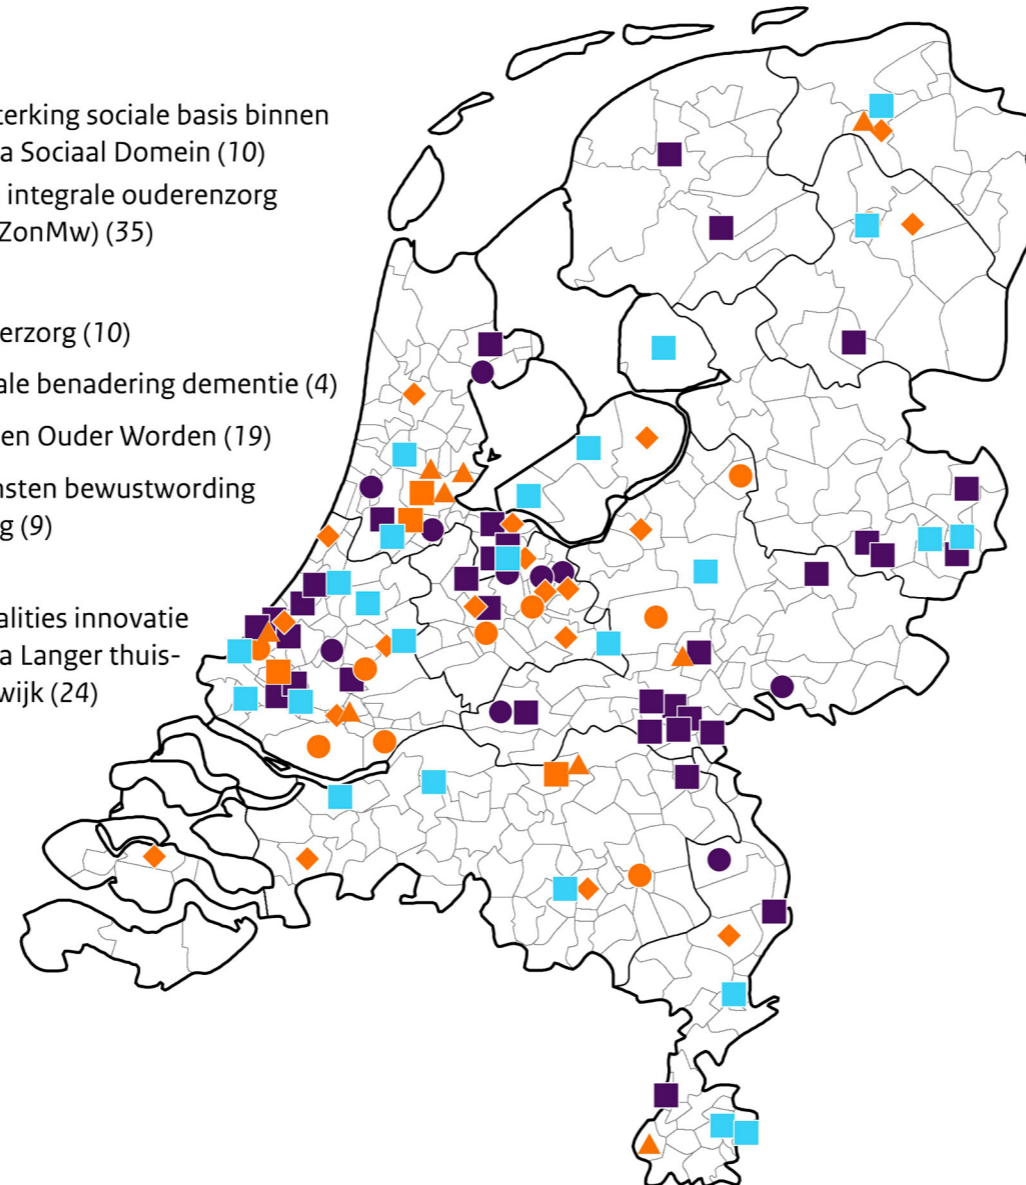 terking sociale basis binnen
a Sociaal Domein (10)
integrale ouderenzorg
ZonMw) (35)
erzorg (10)
ale benadering dementie (4)
en Ouder Worden (19)
nsten bewustwording
g (9)
alities innovatie
a Langer thuis-
wijk (24)